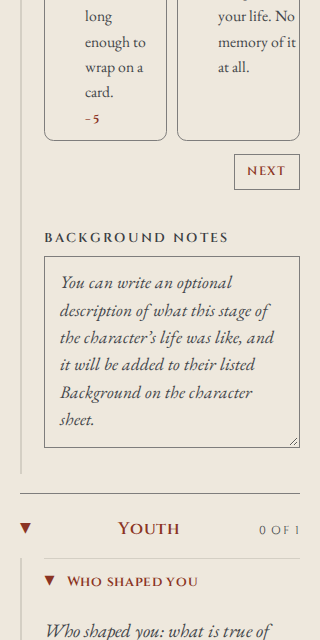 long
enough to
wrap on a
card.
−5
your life. No
memory of it
at all.
NEXT
BACKGROUND NOTES
You can write an optional
description of what this stage of
the character’s life was like, and
it will be added to their listed
Background on the character
sheet.
▼ Youth 0 OF 1
▼ Who shaped you
Who shaped you: what is true of